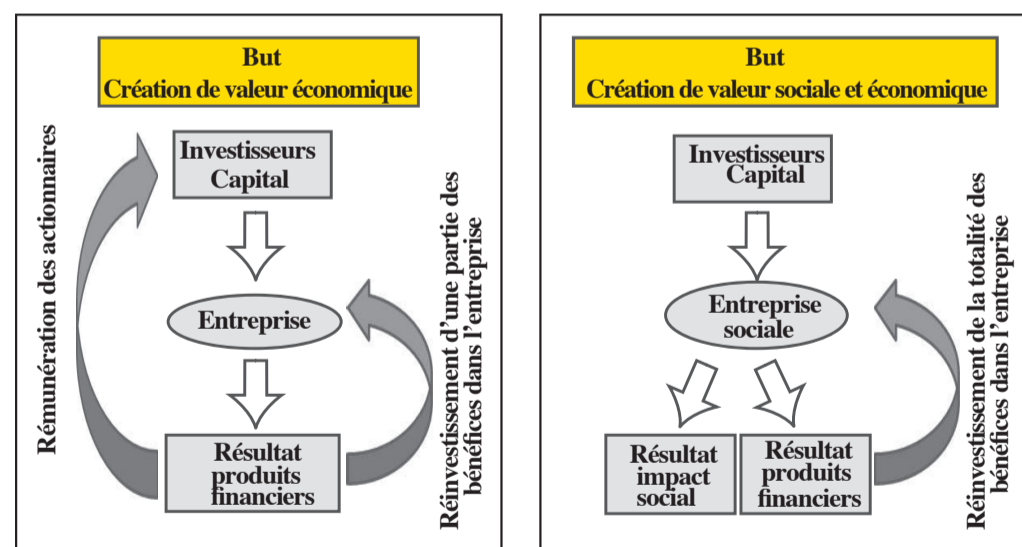 But
Création de valeur économique
Rémunération des actionnaires
Investisseurs
Capital
Entreprise
Résultat
produits
financiers
Réinvestissement d'une partie des
bénéfices dans l'entreprise
But
Création de valeur sociale et économique
Investisseurs
Capital
Entreprise
sociale
Résultat
impact
social
Résultat
produits
financiers
Réinvestissement de la totalité des
bénéfices dans l'entreprise